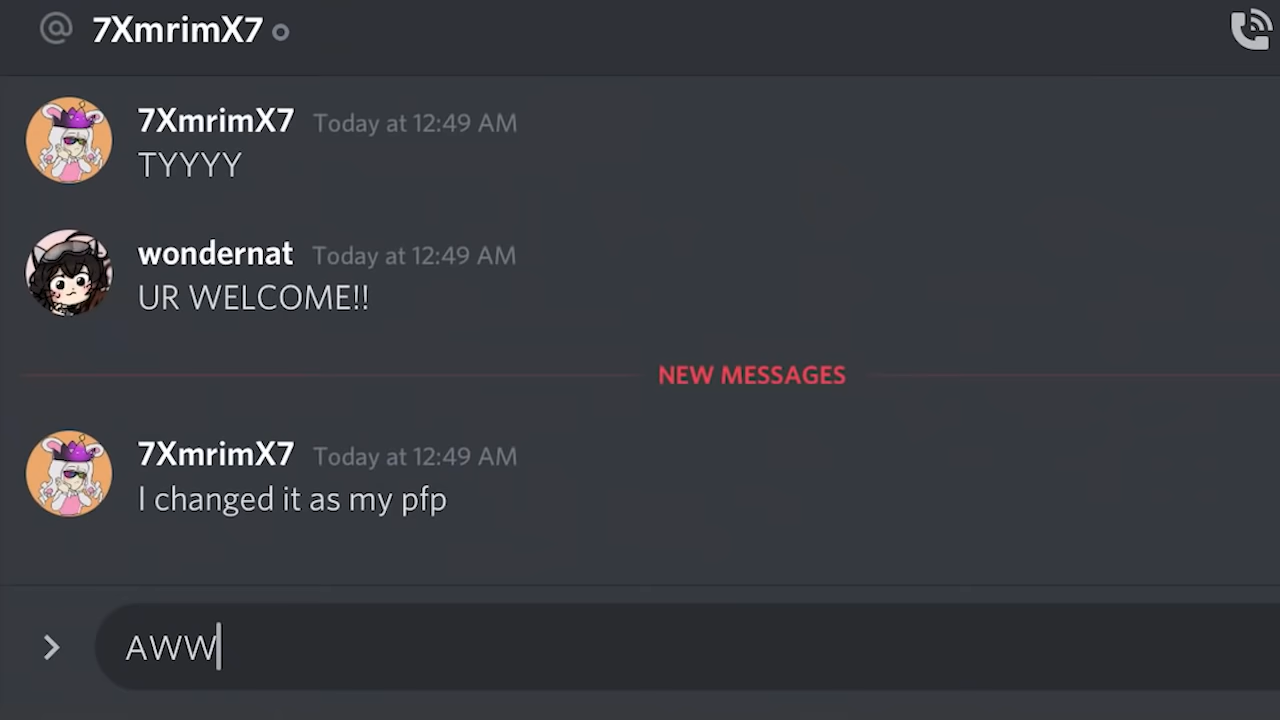 @ 7XmrimX7
7XmrimX7 Today at 12:49 AM
TYYYY
wondernat Today at 12:49 AM
UR WELCOME!!
NEW MESSAGES
7XmrimX7 Today at 12:49 AM
I changed it as my pfp
AWW